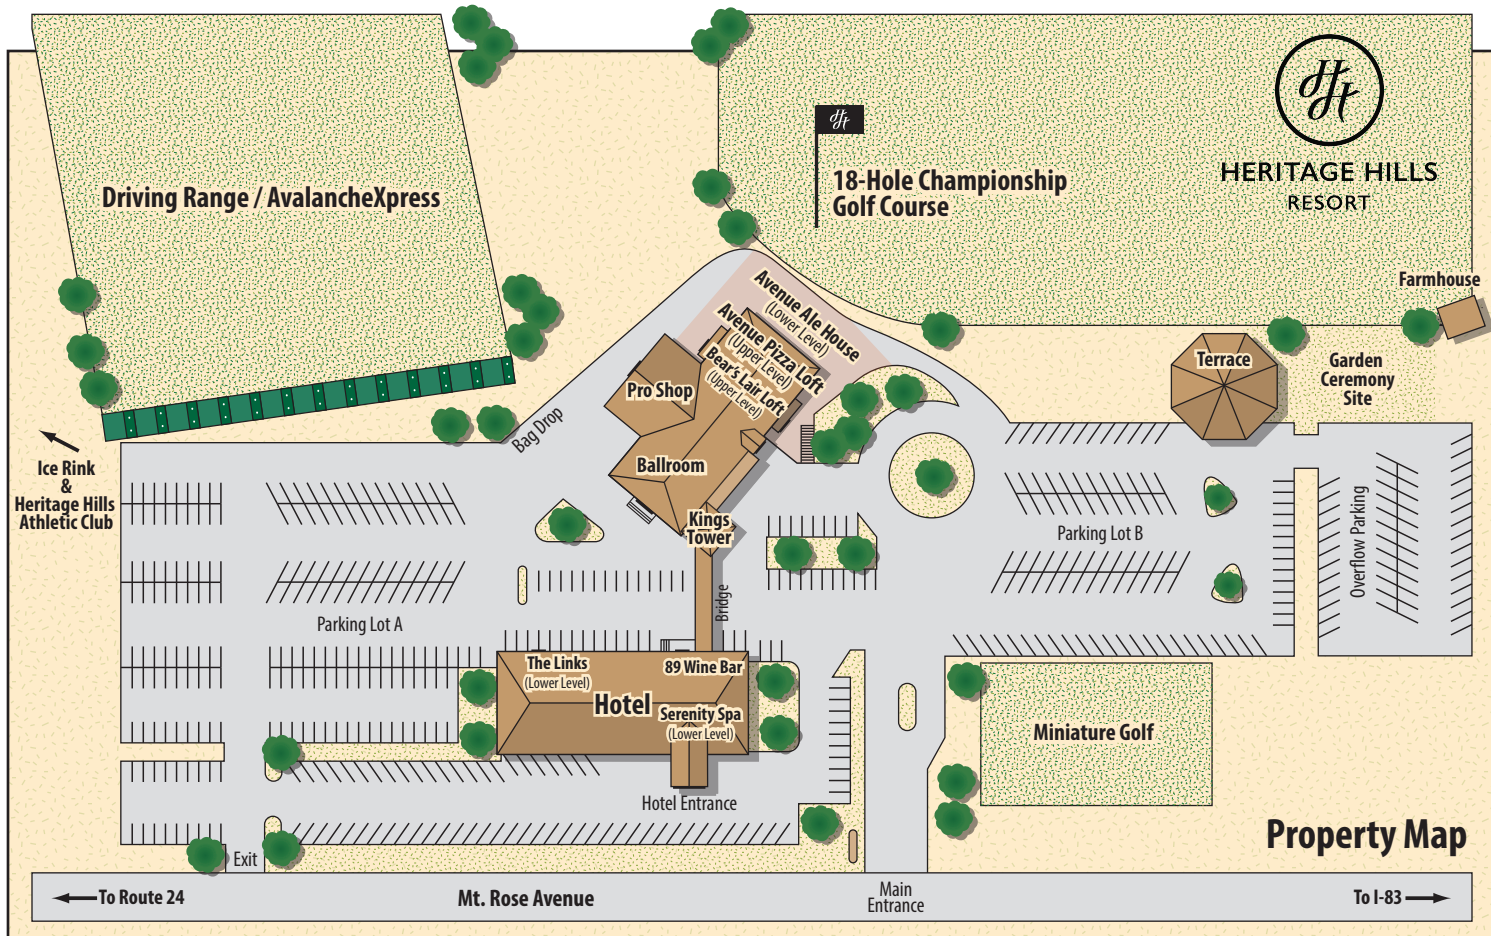 HERITAGE HILLS
RESORT
Driving Range / AvalancheXpress
18-Hole Championship
Golf Course
Farmhouse
Avenue Ale House
(Lower Level)
Avenue Pizza Loft
(Upper Level)
Bear's Lair Loft
(Upper Level)
Pro Shop
Terrace
Garden
Ceremony
Site
Bag Drop
Ice Rink
&
Heritage Hills
Athletic Club
Ballroom
Kings
Tower
Parking Lot B
Overflow Parking
Bridge
Parking Lot A
The Links
(Lower Level)
89 Wine Bar
Hotel
Serenity Spa
(Lower Level)
Miniature Golf
Hotel Entrance
Property Map
Exit
To Route 24
Mt. Rose Avenue
Main
Entrance
To I-83